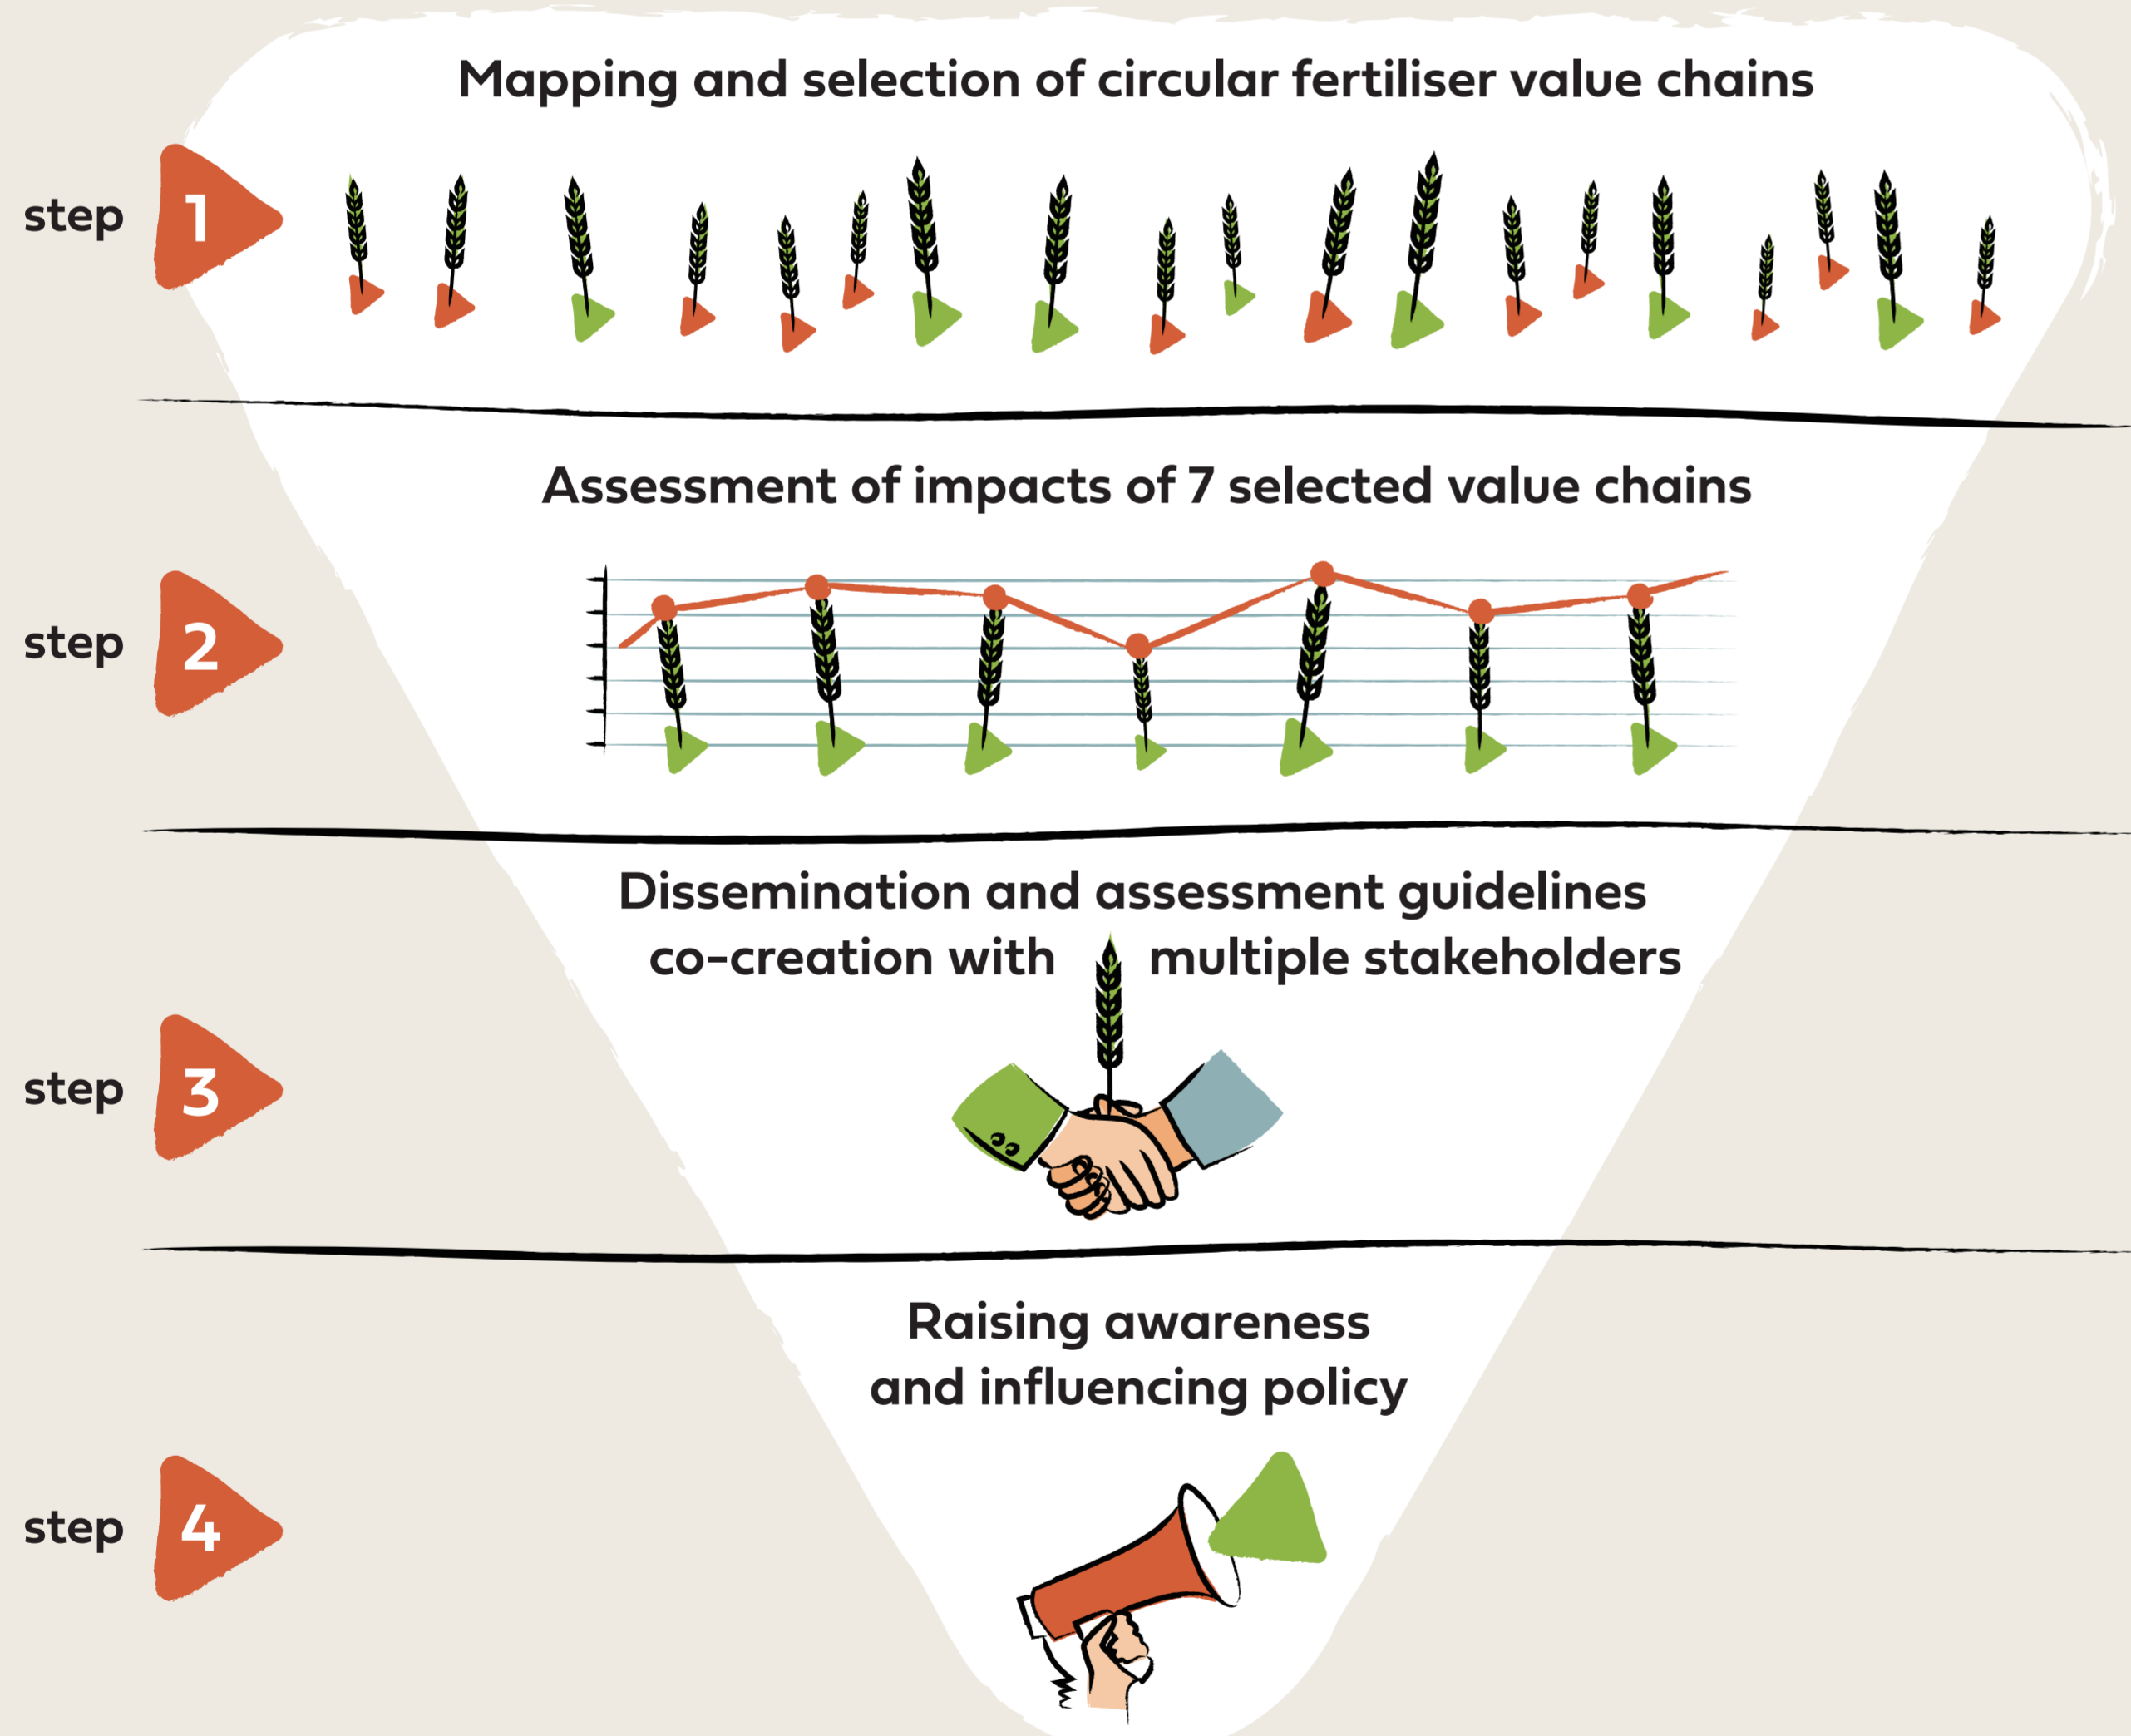 Mapping and selection of circular fertiliser value chains
step 1
Assessment of impacts of 7 selected value chains
step 2
Dissemination and assessment guidelines
co-creation with multiple stakeholders
step 3
Raising awareness
and influencing policy
step 4